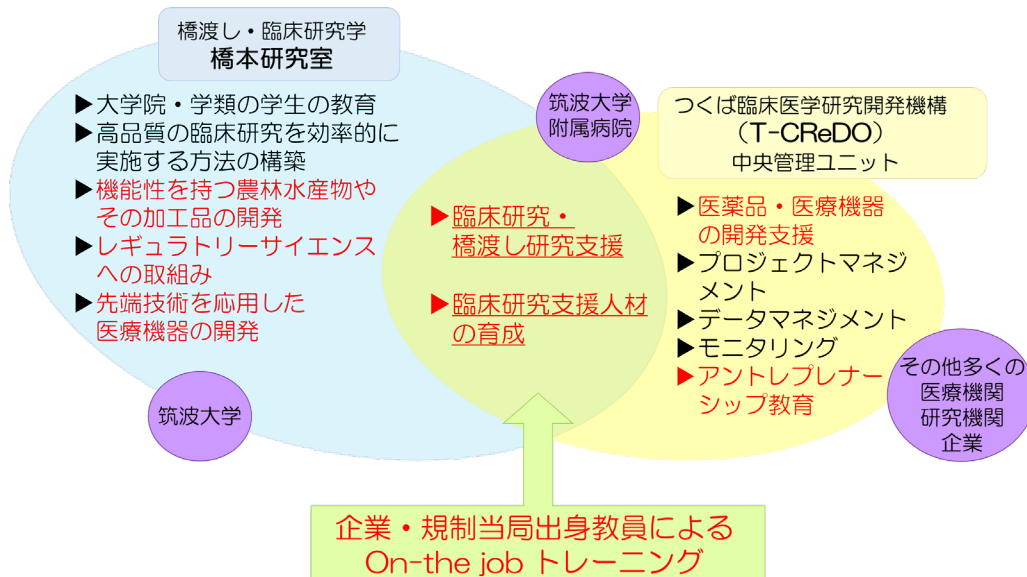 橋渡し・臨床研究学
橋本研究室
▶大学院・学類の学生の教育
▶高品質の臨床研究を効率的に
実施する方法の構築
▶機能性を持つ農林水産物や
その加工品の開発
▶レギュラトリーサイエンス
への取組み
▶先端技術を応用した
医療機器の開発
筑波大学
筑波大学
附属病院
▶臨床研究・
橋渡し研究支援
▶臨床研究支援人材
の育成
つくば臨床医学研究開発機構
（T-CReDO）
中央管理ユニット
▶医薬品・医療機器
の開発支援
▶プロジェクトマネジ
メント
▶データマネジメント
▶モニタリング
▶アントレプレナー
シップ教育
その他多くの
医療機関
研究機関
企業
企業・規制当局出身教員による
On-the job トレーニング